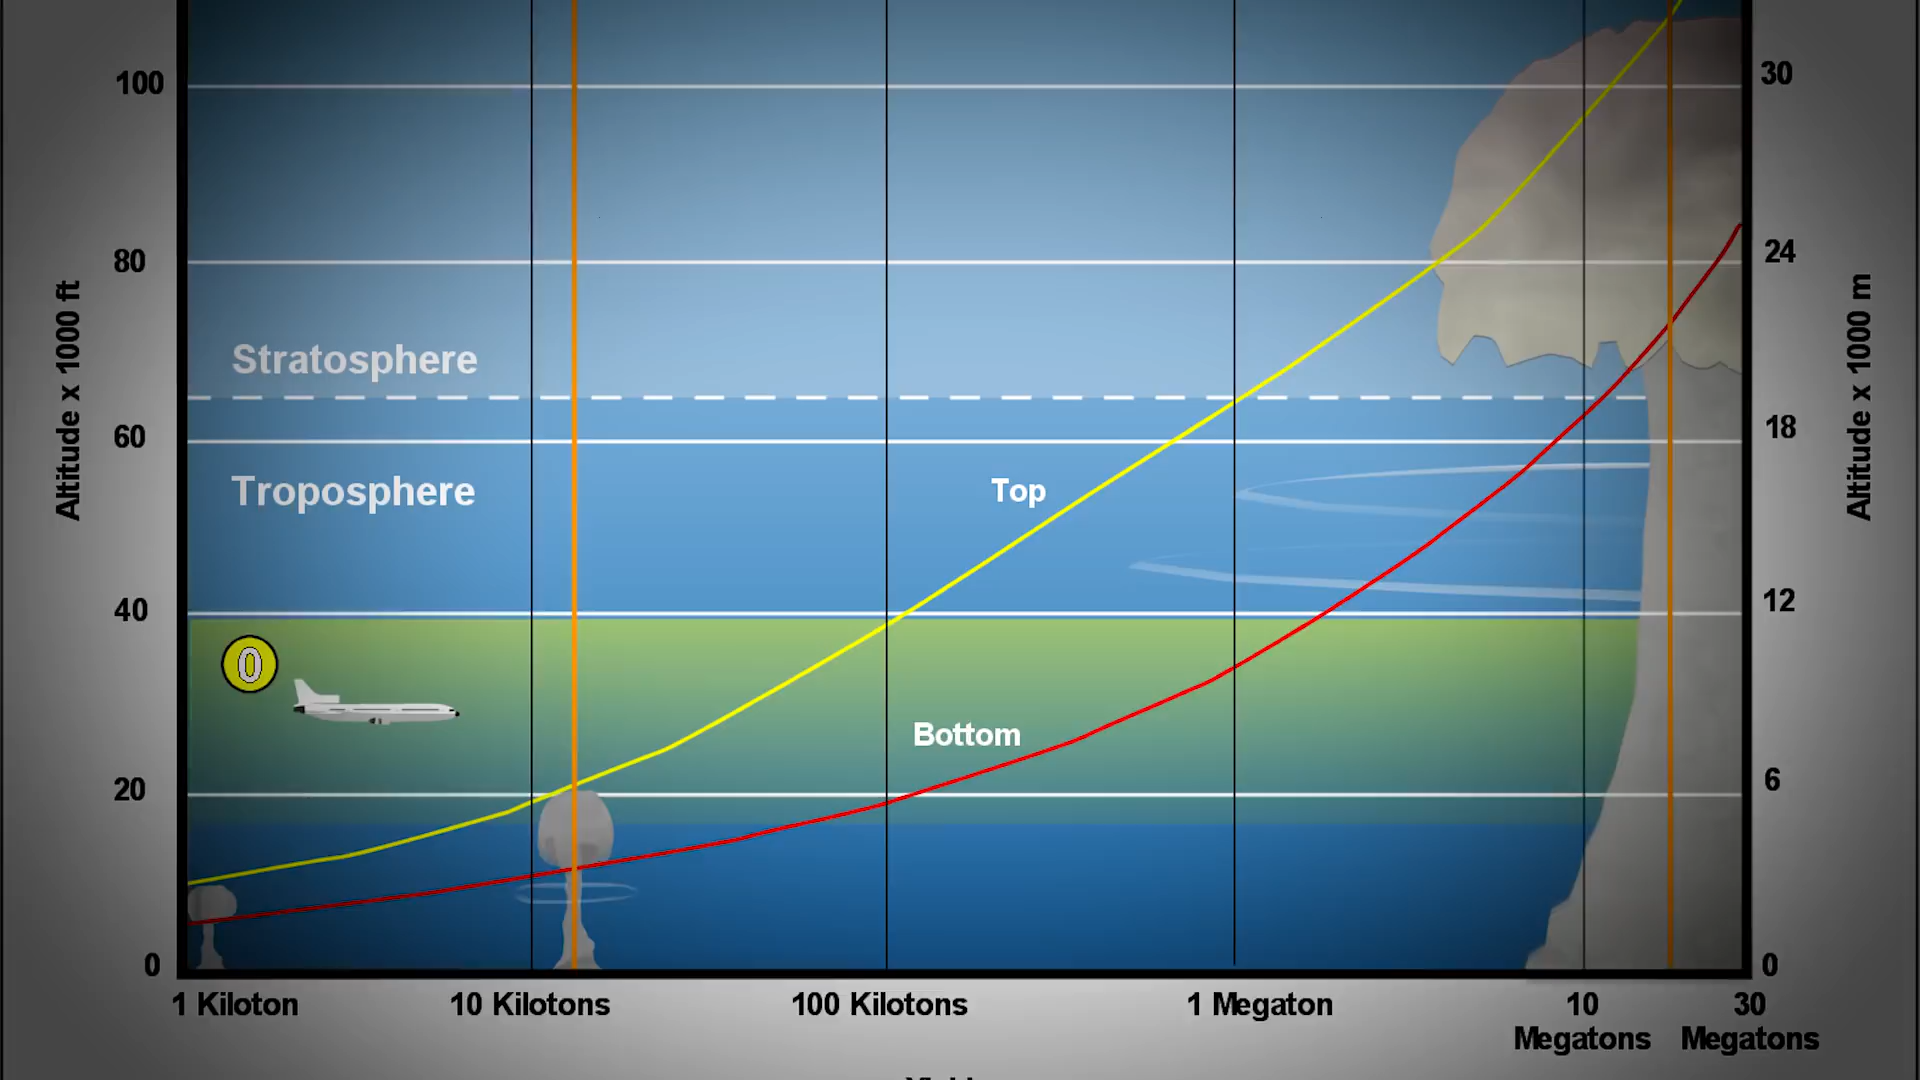 100
80
60
40
20
0
30
24
18
12
6
0
Altitude x 1000 ft
Altitude x 1000 m
Stratosphere
Troposphere
Top
Bottom
0
1 Kiloton
10 Kilotons
100 Kilotons
1 Megaton
10
Megatons
30
Megatons